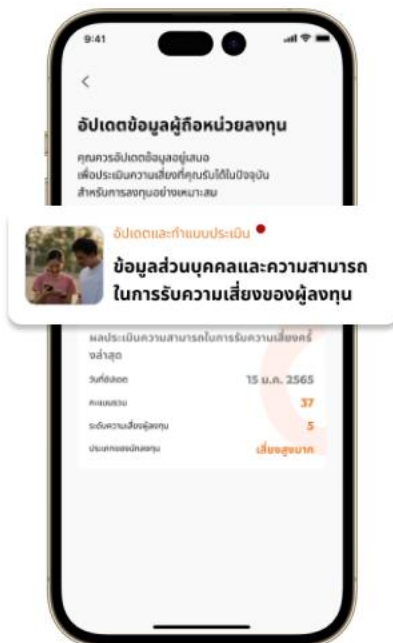 9:41
อัปเดตข้อมูลผู้ถือหน่วยลงทุน
คุณควรอัปเดตข้อมูลอยู่เสมอ
เพื่อประเมินความเสี่ยงที่คุณรับได้ในปัจจุบัน
สำหรับการลงทุนอย่างเหมาะสม
อัปเดตและทำแบบประเมิน
ข้อมูลส่วนบุคคลและความสามารถ
ในการรับความเสี่ยงของผู้ลงทุน
ผลประเมินความสามารถในการรับความเสี่ยงครั้
งล่าสุด
วันที่อัปเดต 15 ม.ค. 2565
คะแนนรวม 37
ระดับความเสี่ยงผู้ลงทุน 5
ประเภทของนักลงทุน เสี่ยงสูงมาก